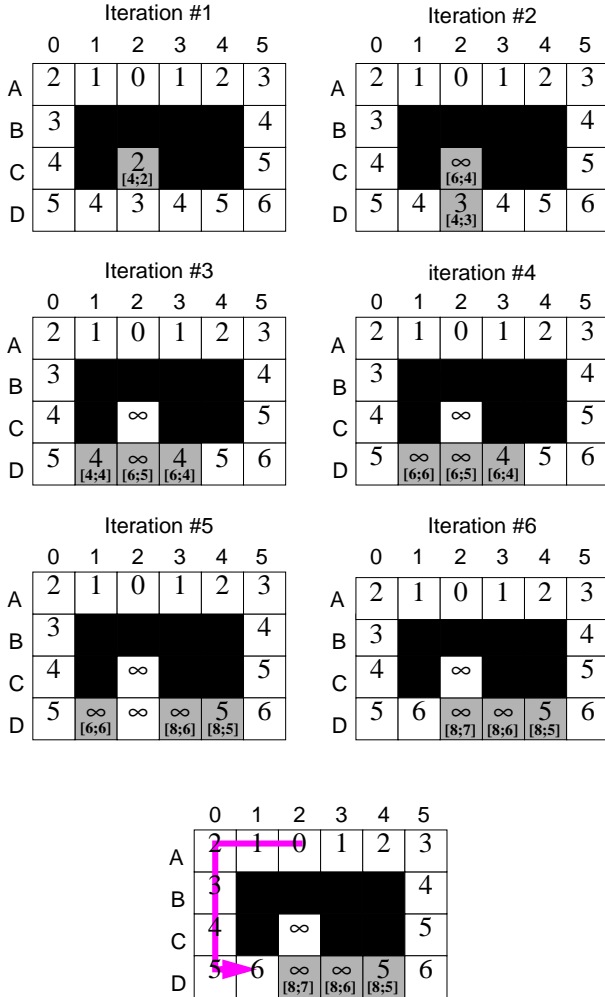 Iteration #1
0 1 2 3 4 5
A 2 1 0 1 2 3
B 3 4
C 4 2 5
[4;2]
D 5 4 3 4 5 6
Iteration #2
0 1 2 3 4 5
A 2 1 0 1 2 3
B 3 4
C 4 ∞ 5
[6;4]
D 5 4 3 4 5 6
[4;3]
Iteration #3
0 1 2 3 4 5
A 2 1 0 1 2 3
B 3 4
C 4 ∞ 5
D 5 4 ∞ 4 5 6
[4;4] [6;5] [6;4]
iteration #4
0 1 2 3 4 5
A 2 1 0 1 2 3
B 3 4
C 4 ∞ 5
D 5 ∞ ∞ 4 5 6
[6;6] [6;5] [6;4]
Iteration #5
0 1 2 3 4 5
A 2 1 0 1 2 3
B 3 4
C 4 ∞ 5
D 5 ∞ ∞ ∞ 5 6
[6;6] [8;6] [8;5]
Iteration #6
0 1 2 3 4 5
A 2 1 0 1 2 3
B 3 4
C 4 ∞ 5
D 5 6 ∞ ∞ 5 6
[8;7] [8;6] [8;5]
0 1 2 3 4 5
A 2 1 0 1 2 3
B 3 4
C 4 ∞ 5
D 5 6 ∞ ∞ 5 6
[8;7] [8;6] [8;5]